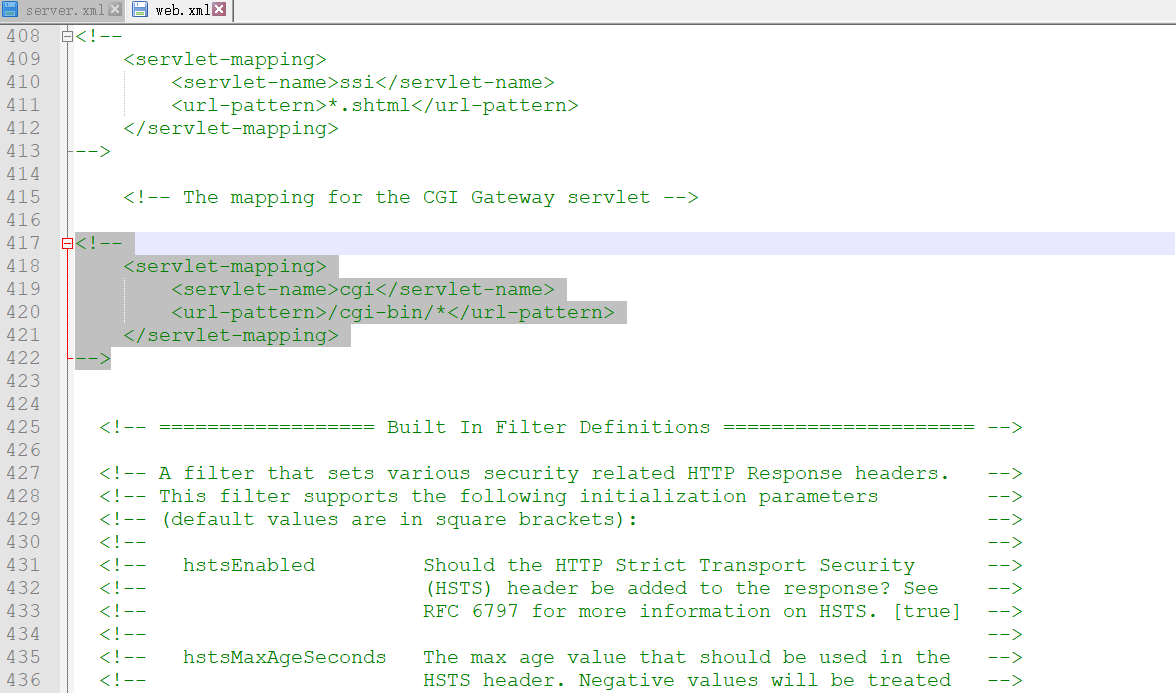 server.xml web.xml
408 <!--
409 <servlet-mapping>
410 <servlet-name>ssi</servlet-name>
411 <url-pattern>*.shtml</url-pattern>
412 </servlet-mapping>
413 -->
414
415 <!-- The mapping for the CGI Gateway servlet -->
416
417 <!--
418 <servlet-mapping>
419 <servlet-name>cgi</servlet-name>
420 <url-pattern>/cgi-bin/*</url-pattern>
421 </servlet-mapping>
422 -->
423
424
425 <!-- ================== Built In Filter Definitions ===================== -->
426
427 <!-- A filter that sets various security related HTTP Response headers. -->
428 <!-- This filter supports the following initialization parameters -->
429 <!-- (default values are in square brackets): -->
430 <!-- -->
431 <!-- hstsEnabled Should the HTTP Strict Transport Security -->
432 <!-- (HSTS) header be added to the response? See -->
433 <!-- RFC 6797 for more information on HSTS. [true] -->
434 <!-- -->
435 <!-- hstsMaxAgeSeconds The max age value that should be used in the -->
436 <!-- HSTS header. Negative values will be treated -->